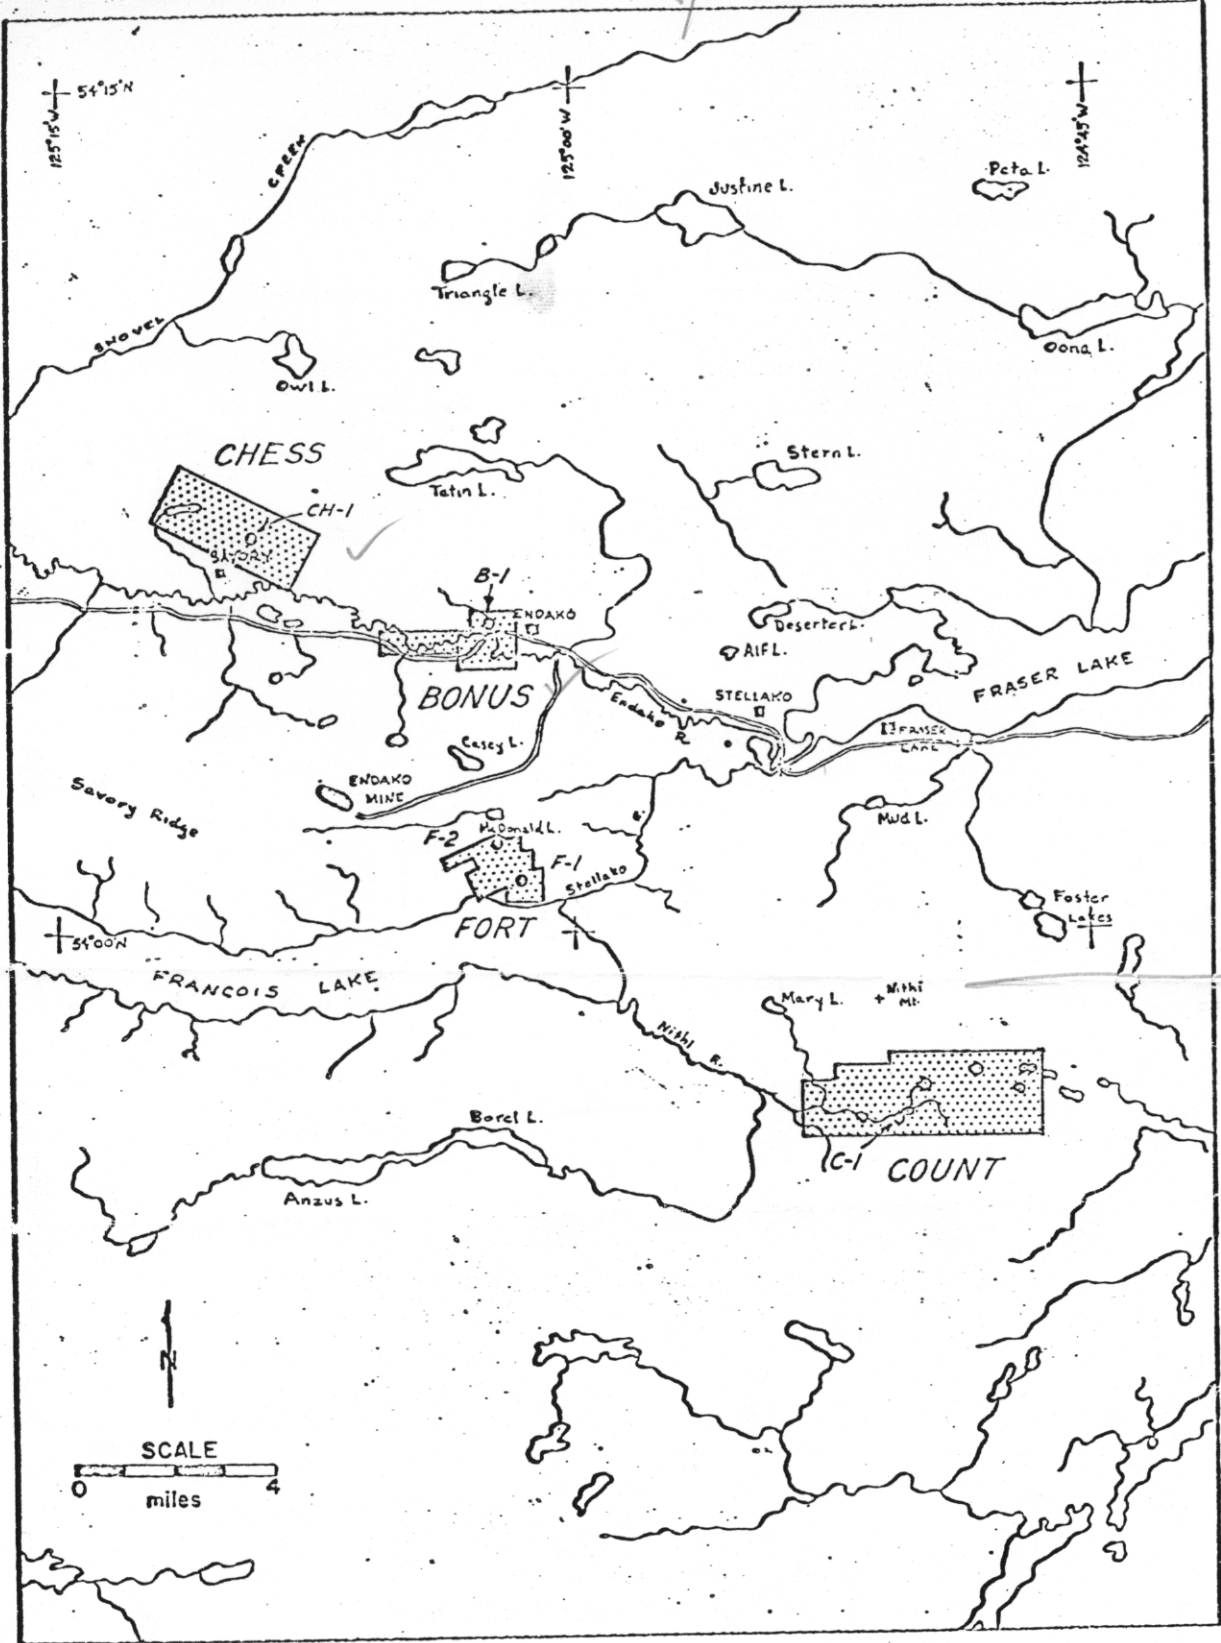 54°15'N
125°15'W
125°00'W
124°45'W
CREEK
Peta L.
Justine L.
Triangle L.
SHOVEL
Oona L.
Owl L.
CHESS
Stern L.
Tatin L.
CH-1
SAVORY
B-1
ENDAKO
Deserter L.
Alf L.
FRASER LAKE
BONUS
STELLAKO
Endako
R.
FRASER
LAKE
Casey L.
ENDAKO
MINE
Savory Ridge
Mud L.
F-2
McDonald L.
R.
F-1
Stellako
Foster
Lakes
FORT
54°00'N
FRANCOIS LAKE
Mary L.
+ Nithi
Mt.
Nithi
R.
Borel L.
C-1
COUNT
Anzus L.
N
SCALE
0
4
miles